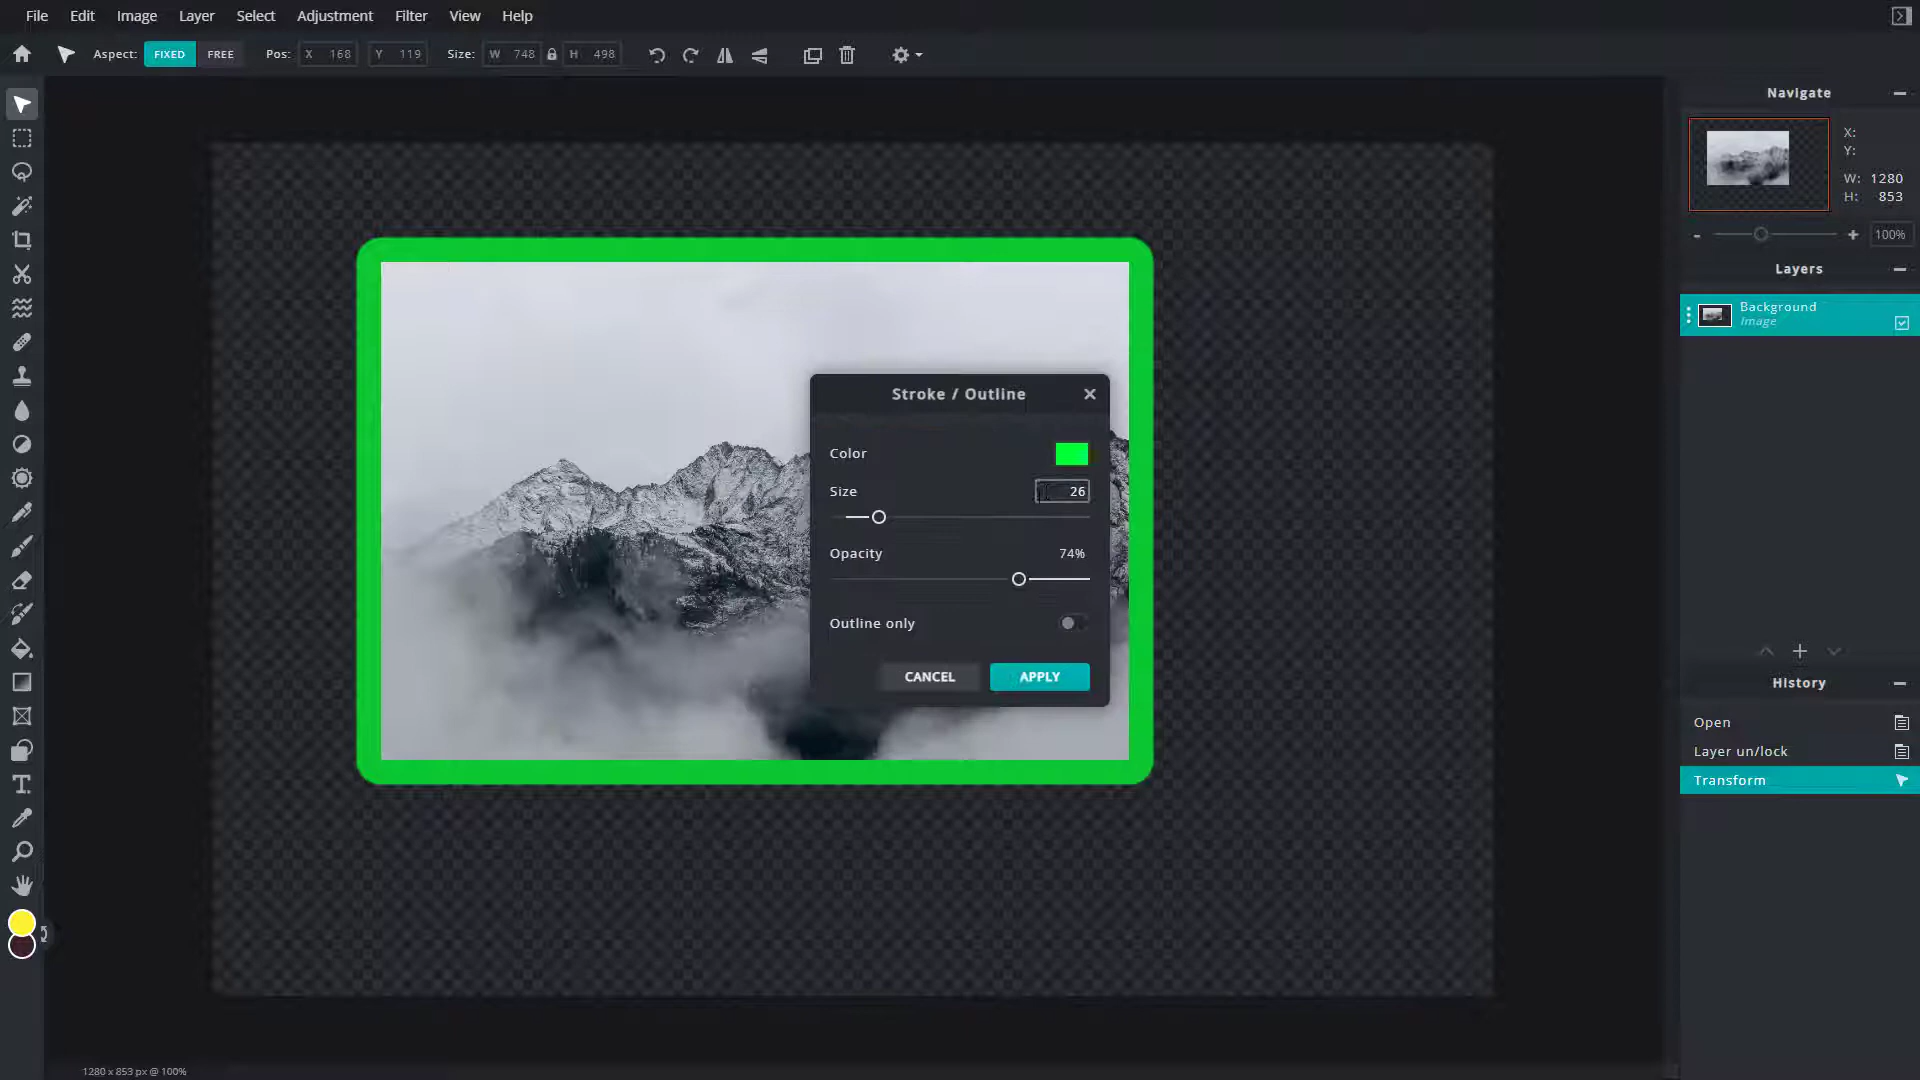 File Edit Image Layer Select Adjustment Filter View Help
Aspect: FIXED FREE Pos: X 168 Y 119 Size: W 748 H 498
Navigate
X:
Y:
W: 1280
H: 853
- + 100%
Layers
Background
Image
Stroke / Outline
Color
Size 26
Opacity 74%
Outline only
CANCEL APPLY
History
Open
Layer un/lock
Transform
1280 x 853 px @ 100%